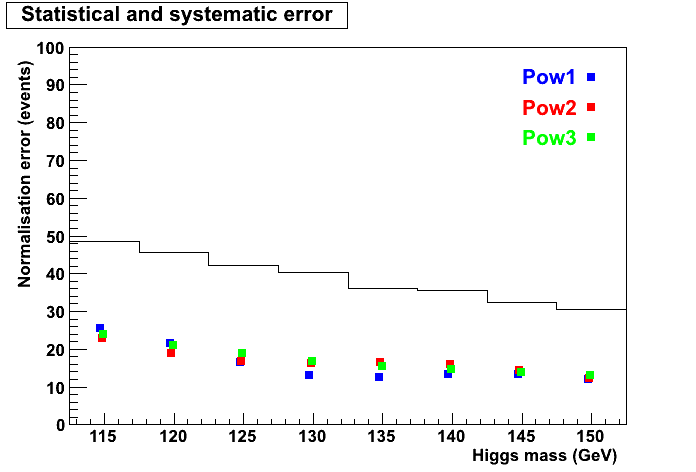 Statistical and systematic error
Normalisation error (events)
100
90
80
70
60
50
40
30
20
10
0
Pow1
Pow2
Pow3
115 120 125 130 135 140 145 150
Higgs mass (GeV)